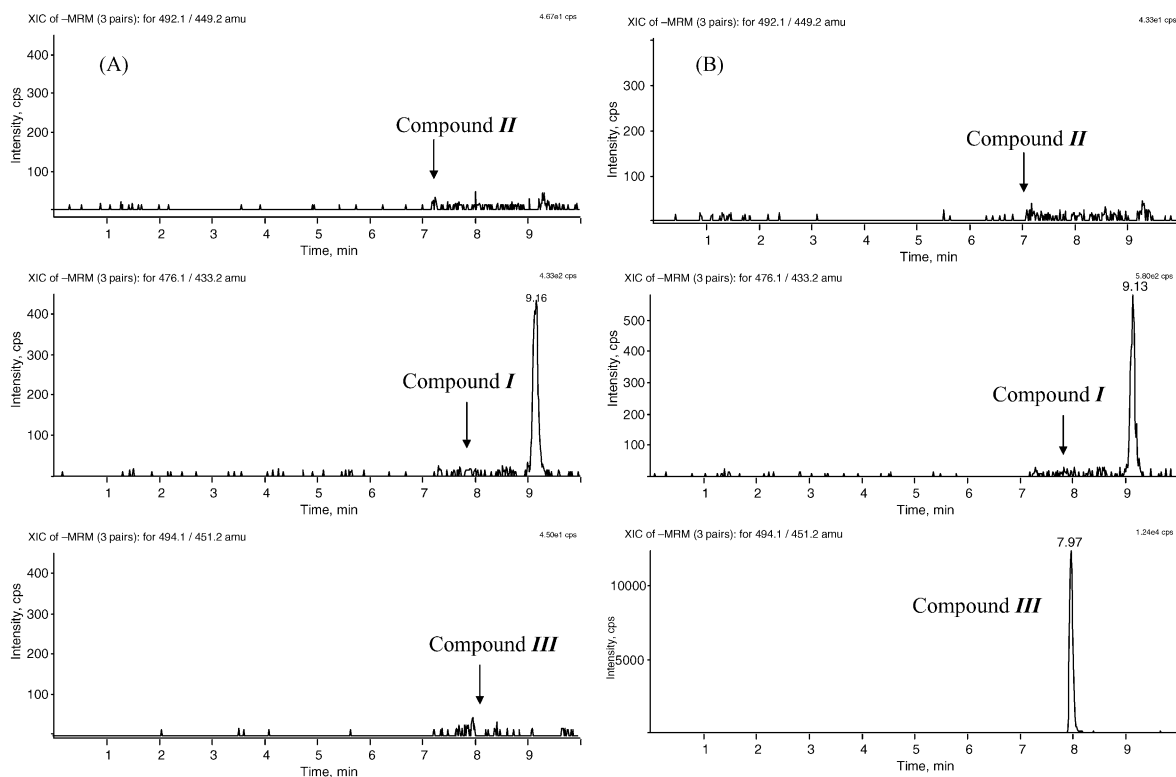 XIC of –MRM (3 pairs): for 492.1 / 449.2 amu
4.67e1 cps
(A)
Compound II
Intensity, cps
400
300
200
100
1 2 3 4 5 6 7 8 9
Time, min
XIC of –MRM (3 pairs): for 476.1 / 433.2 amu
4.33e2 cps
9.16
Compound I
Intensity, cps
400
300
200
100
1 2 3 4 5 6 7 8 9
Time, min
XIC of –MRM (3 pairs): for 494.1 / 451.2 amu
4.50e1 cps
Compound III
Intensity, cps
400
300
200
100
1 2 3 4 5 6 7 8 9
Time, min
XIC of –MRM (3 pairs): for 492.1 / 449.2 amu
4.33e1 cps
(B)
Compound II
Intensity, cps
300
200
100
1 2 3 4 5 6 7 8 9
Time, min
XIC of –MRM (3 pairs): for 476.1 / 433.2 amu
5.80e2 cps
9.13
Compound I
Intensity, cps
500
400
300
200
100
1 2 3 4 5 6 7 8 9
Time, min
XIC of –MRM (3 pairs): for 494.1 / 451.2 amu
1.24e4 cps
7.97
Compound III
Intensity, cps
10000
5000
1 2 3 4 5 6 7 8 9
Time, min